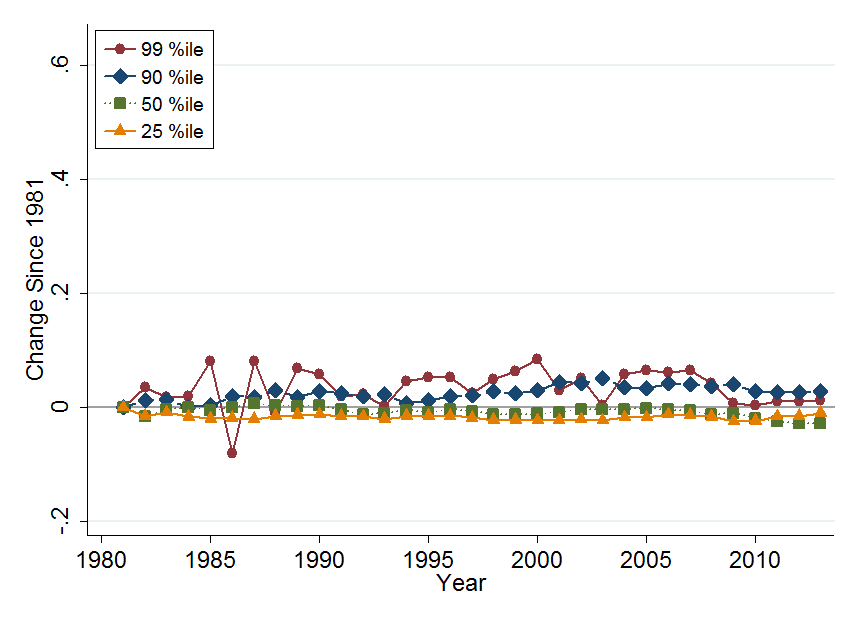 99 %ile
90 %ile
50 %ile
25 %ile
Change Since 1981
.6
.4
.2
0
-.2
1980 1985 1990 1995 2000 2005 2010
Year